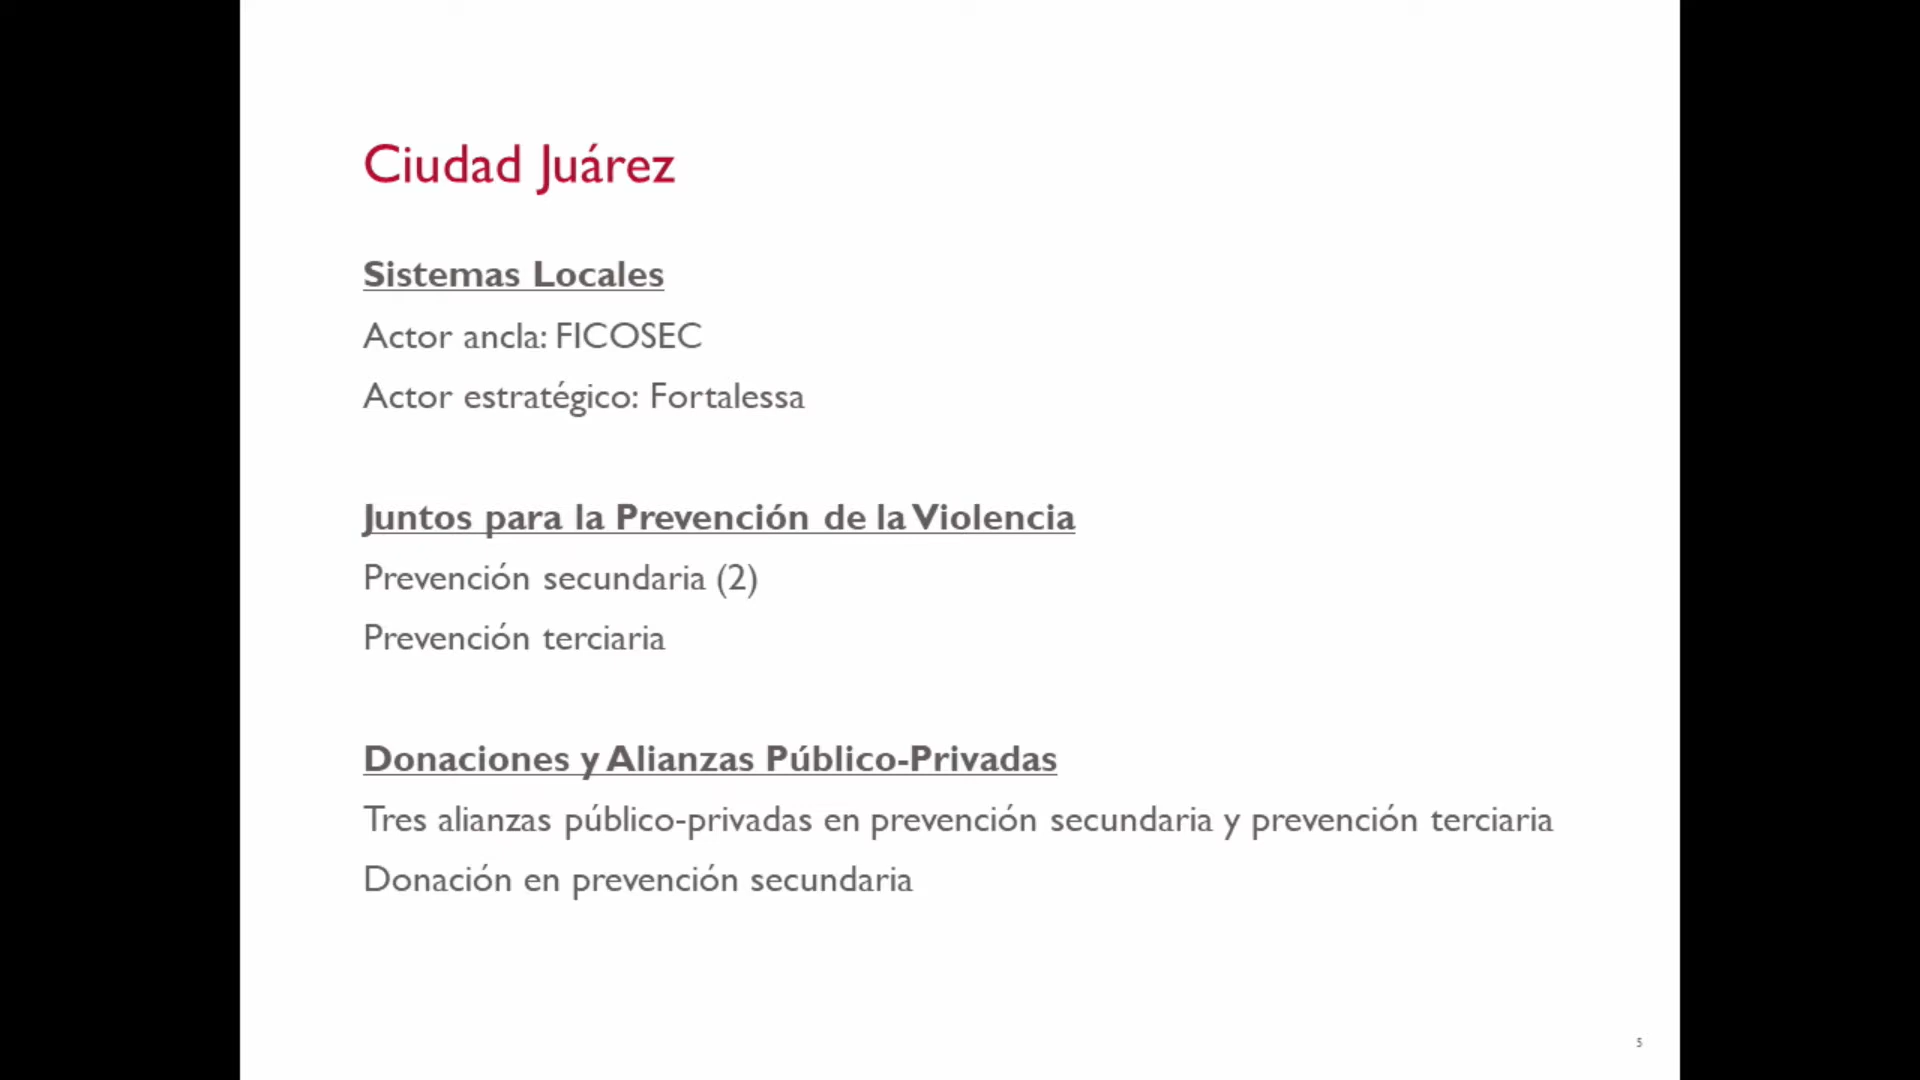 Ciudad Juárez
Sistemas Locales
Actor ancla: FICOSEC
Actor estratégico: Fortalessa
Juntos para la Prevención de la Violencia
Prevención secundaria (2)
Prevención terciaria
Donaciones y Alianzas Público-Privadas
Tres alianzas público-privadas en prevención secundaria y prevención terciaria
Donación en prevención secundaria
5